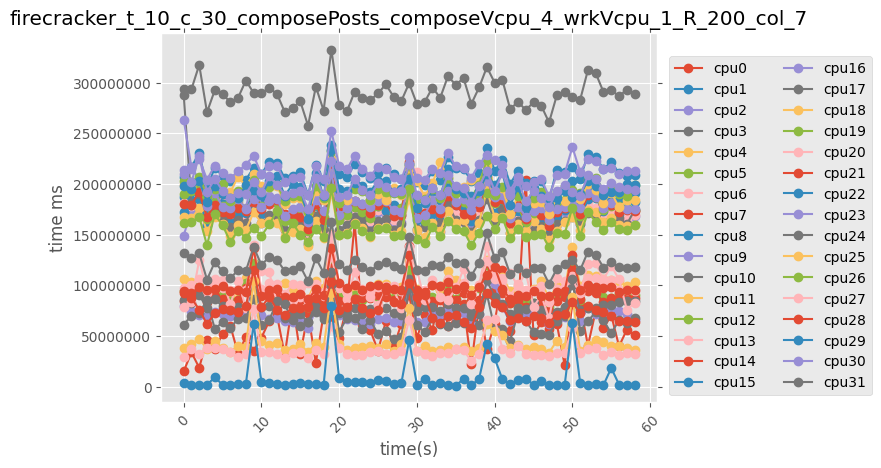 firecracker_t_10_c_30_composePosts_composeVcpu_4_wrkVcpu_1_R_200_col_7
300000000
250000000
200000000
150000000
100000000
50000000
0
time ms
0 10 20 30 40 50 60
time(s)
cpu0 cpu16
cpu1 cpu17
cpu2 cpu18
cpu3 cpu19
cpu4 cpu20
cpu5 cpu21
cpu6 cpu22
cpu7 cpu23
cpu8 cpu24
cpu9 cpu25
cpu10 cpu26
cpu11 cpu27
cpu12 cpu28
cpu13 cpu29
cpu14 cpu30
cpu15 cpu31